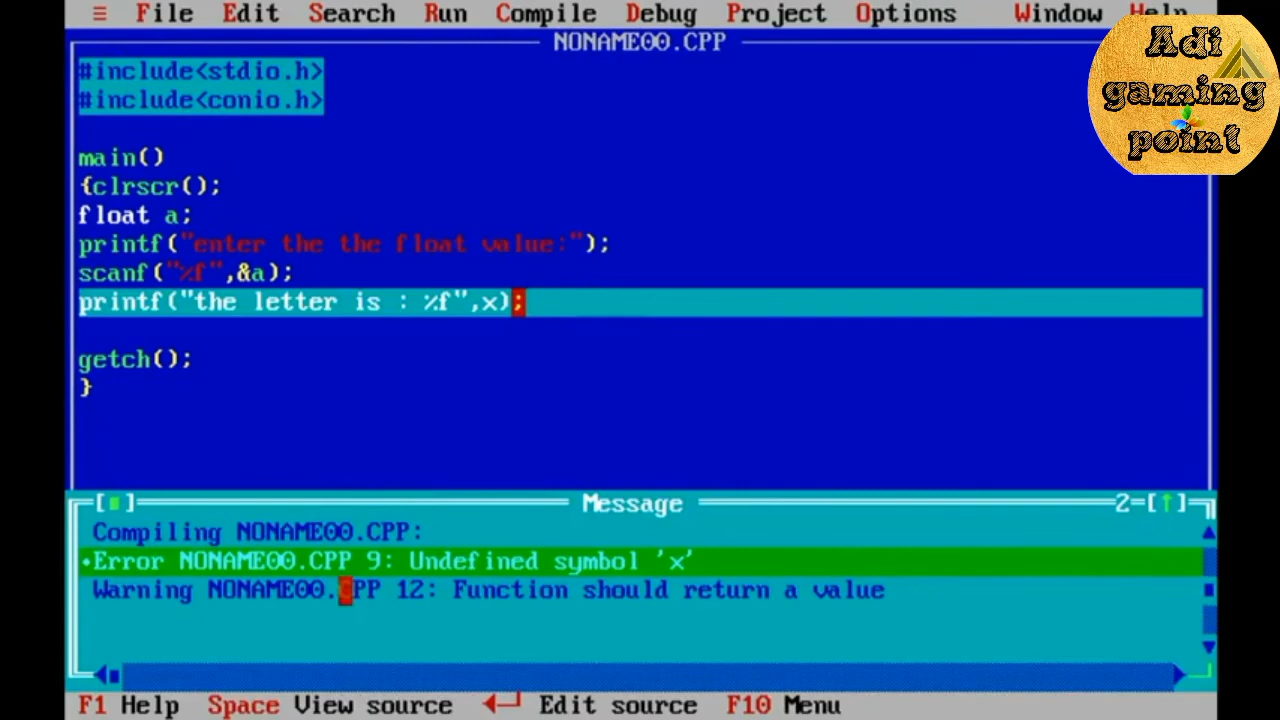 ≡ File Edit Search Run Compile Debug Project Options Window Help
NONAME00.CPP
Adi
gaming
point
#include<stdio.h>
#include<conio.h>
main()
{clrscr();
float a;
printf("enter the the float value:");
scanf("%f",&a);
printf("the letter is : %f",x);
getch();
}
[■] Message 2=[↑]
Compiling NONAME00.CPP:
•Error NONAME00.CPP 9: Undefined symbol 'x'
Warning NONAME00.CPP 12: Function should return a value
F1 Help Space View source ◄┘ Edit source F10 Menu